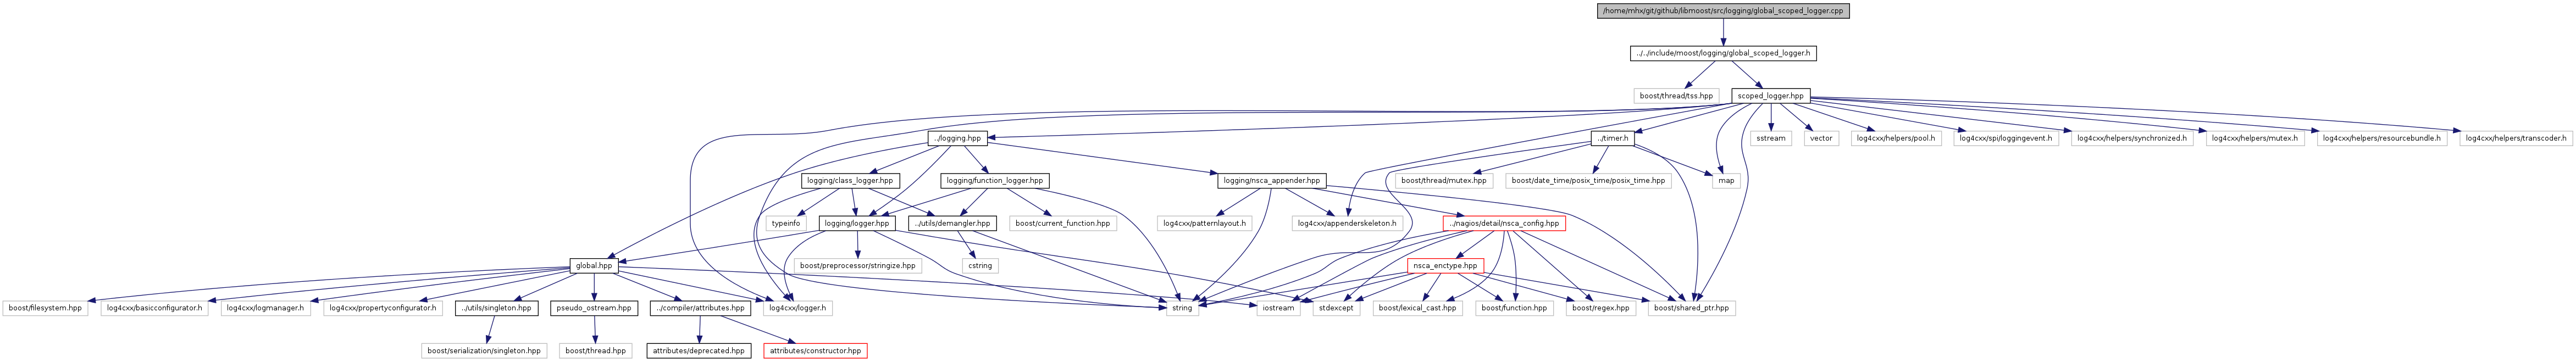 /home/mhx/git/github/libmoost/src/logging/global_scoped_logger.cpp
../../include/moost/logging/global_scoped_logger.h
boost/thread/tss.hpp
scoped_logger.hpp
../logging.hpp
../timer.h
sstream
vector
log4cxx/helpers/pool.h
log4cxx/spi/loggingevent.h
log4cxx/helpers/synchronized.h
log4cxx/helpers/mutex.h
log4cxx/helpers/resourcebundle.h
log4cxx/helpers/transcoder.h
logging/class_logger.hpp
logging/function_logger.hpp
logging/nsca_appender.hpp
boost/thread/mutex.hpp
boost/date_time/posix_time/posix_time.hpp
map
typeinfo
logging/logger.hpp
../utils/demangler.hpp
boost/current_function.hpp
log4cxx/patternlayout.h
log4cxx/appenderskeleton.h
../nagios/detail/nsca_config.hpp
global.hpp
boost/preprocessor/stringize.hpp
cstring
nsca_enctype.hpp
boost/filesystem.hpp
log4cxx/basicconfigurator.h
log4cxx/logmanager.h
log4cxx/propertyconfigurator.h
../utils/singleton.hpp
pseudo_ostream.hpp
../compiler/attributes.hpp
log4cxx/logger.h
string
iostream
stdexcept
boost/lexical_cast.hpp
boost/function.hpp
boost/regex.hpp
boost/shared_ptr.hpp
boost/serialization/singleton.hpp
boost/thread.hpp
attributes/deprecated.hpp
attributes/constructor.hpp